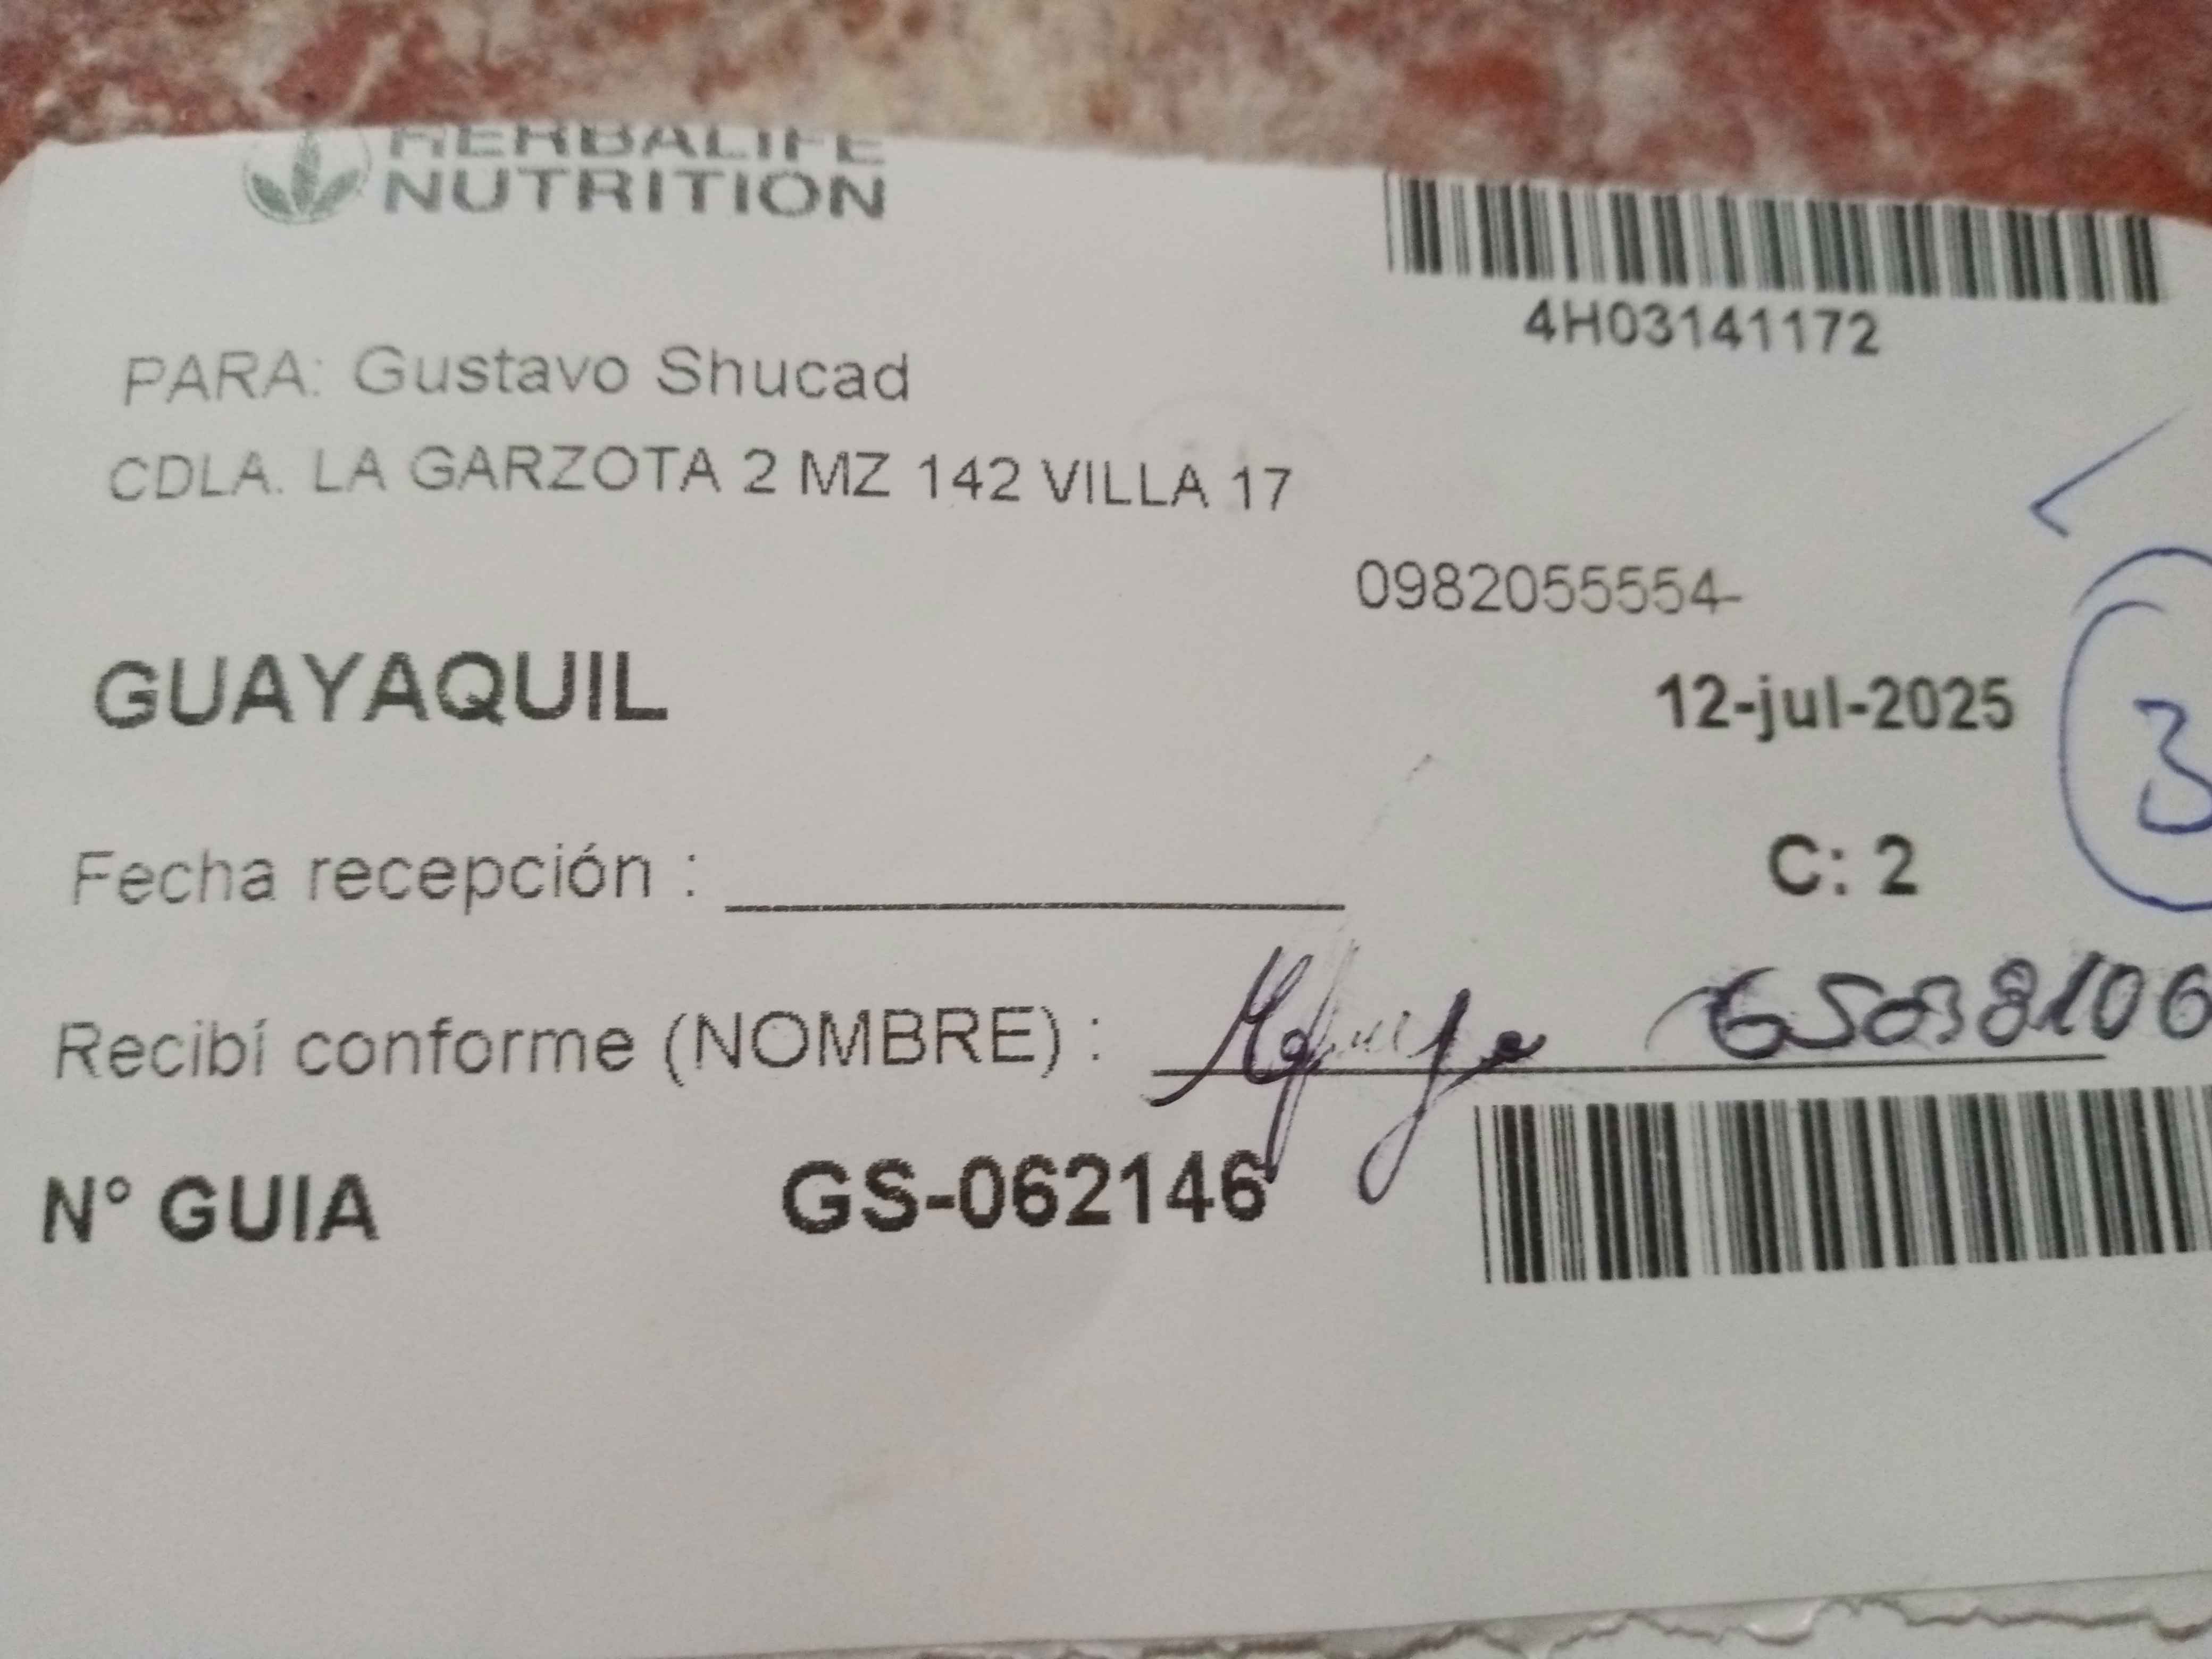 HERBALIFE
NUTRITION
4H03141172
PARA: Gustavo Shucad
CDLA. LA GARZOTA 2 MZ 142 VILLA 17
0982055554-
GUAYAQUIL
12-jul-2025
3
Fecha recepción :
C: 2
Recibí conforme (NOMBRE) :
N° GUIA GS-062146